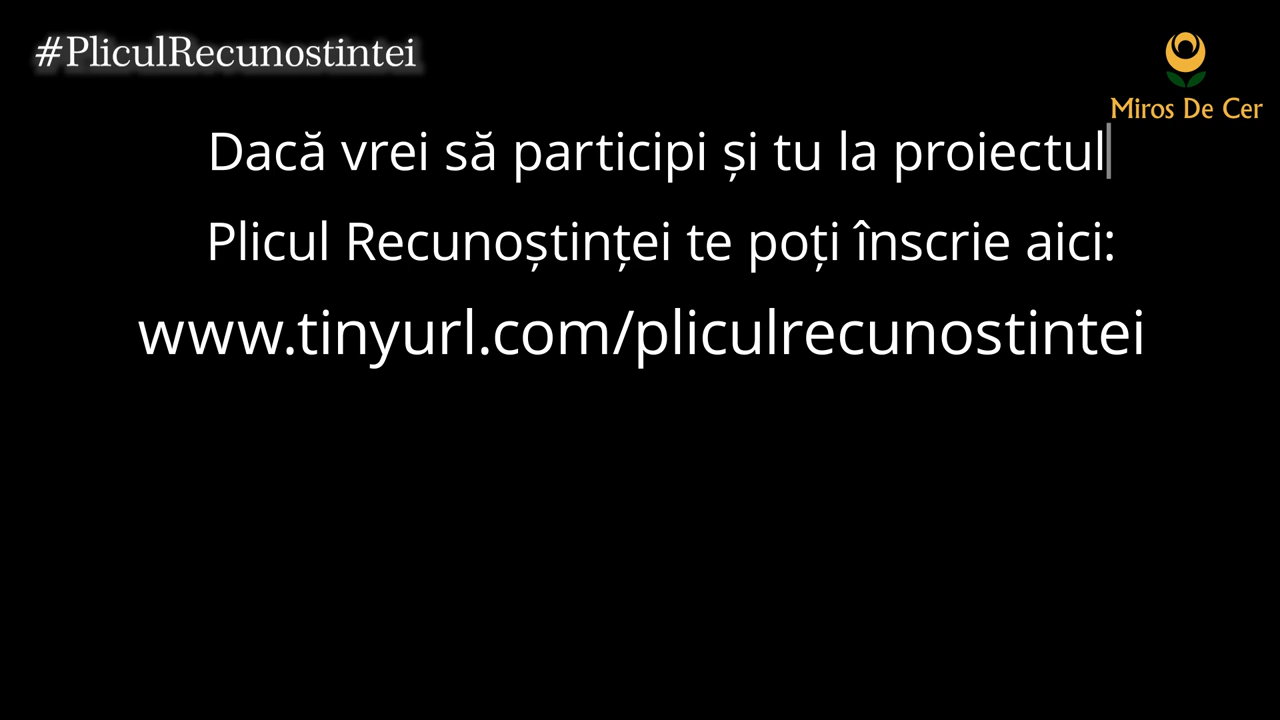 #PliculRecunostintei
Miros De Cer
Dacă vrei să participi și tu la proiectul
Plicul Recunoștinței te poți înscrie aici:
www.tinyurl.com/pliculrecunostintei